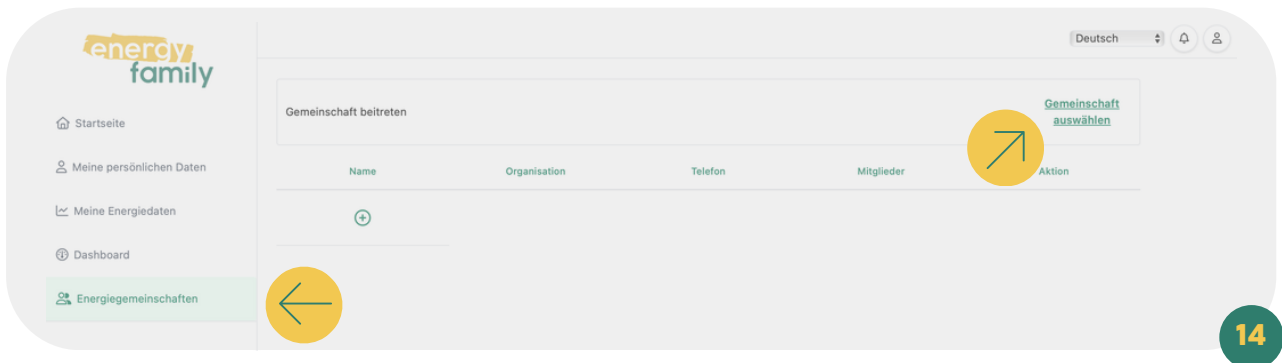 energy
family
Deutsch
Startseite
Meine persönlichen Daten
Meine Energiedaten
Dashboard
Energiegemeinschaften
Gemeinschaft beitreten
Gemeinschaft
auswählen
Name Organisation Telefon Mitglieder Aktion
14